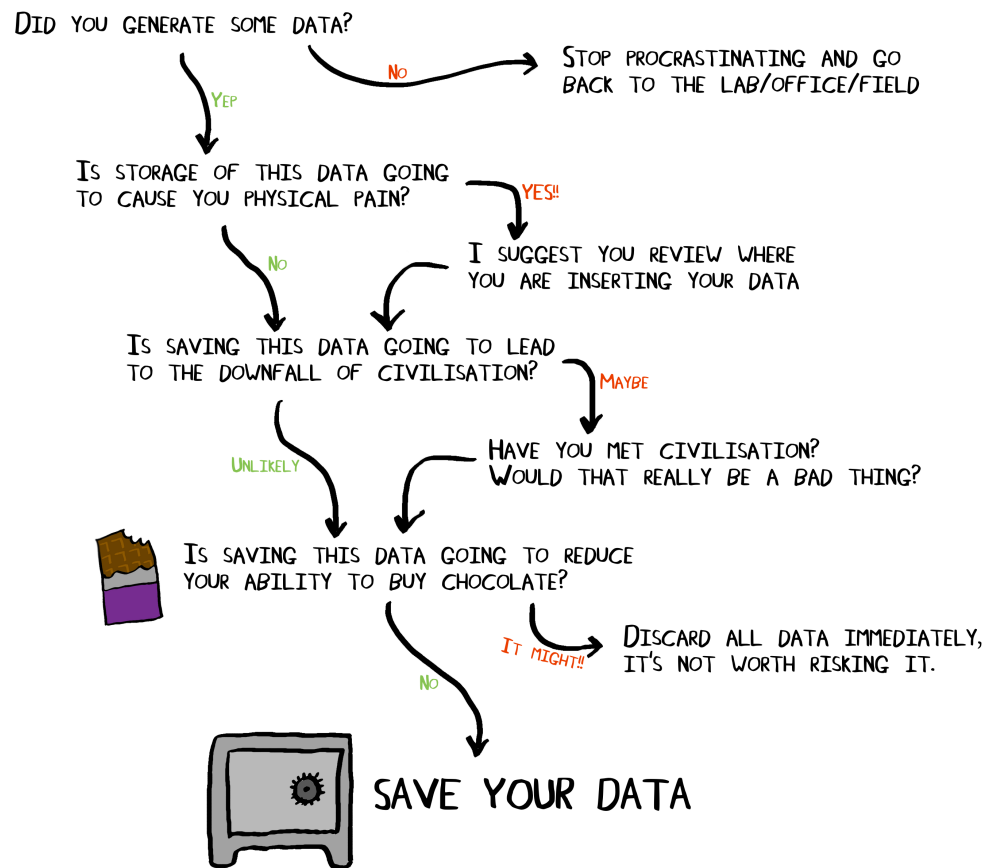 Did you generate some data?
No
Stop procrastinating and go
back to the lab/office/field
Yep
Is storage of this data going
to cause you physical pain?
YES!!
No
I suggest you review where
you are inserting your data
Is saving this data going to lead
to the downfall of civilisation?
Maybe
Unlikely
Have you met civilisation?
Would that really be a bad thing?
Is saving this data going to reduce
your ability to buy chocolate?
It might!!
Discard all data immediately,
it's not worth risking it.
No
SAVE YOUR DATA